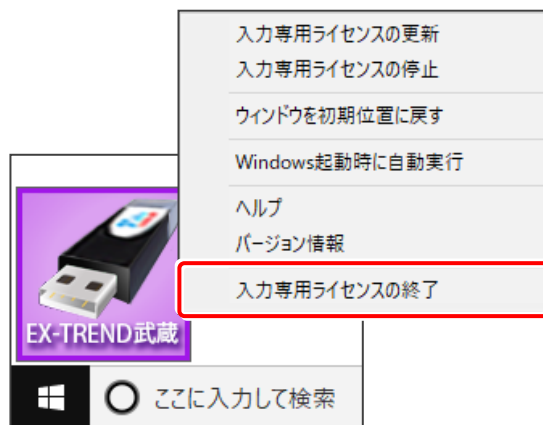 入力専用ライセンスの更新
入力専用ライセンスの停止
ウィンドウを初期位置に戻す
Windows起動時に自動実行
ヘルプ
バージョン情報
入力専用ライセンスの終了
EX-TREND武蔵
ここに入力して検索